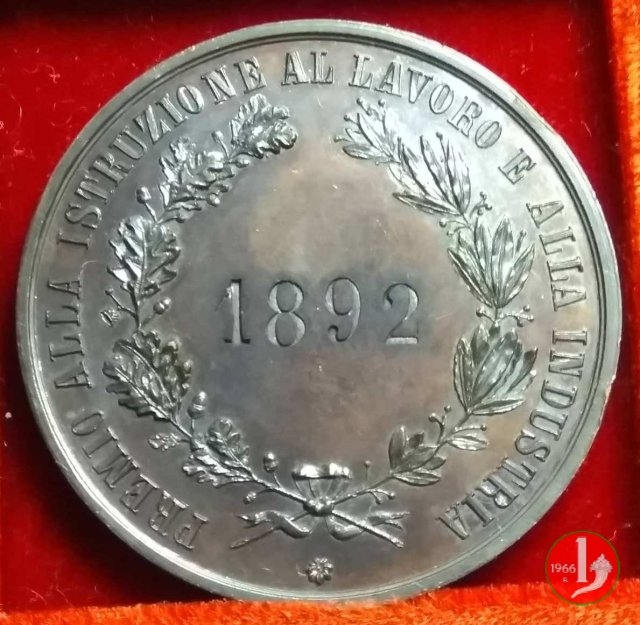 PREMIO ALLA ISTRUZIONE AL LAVORO E ALLA INDUSTRIA
1892
1966
R